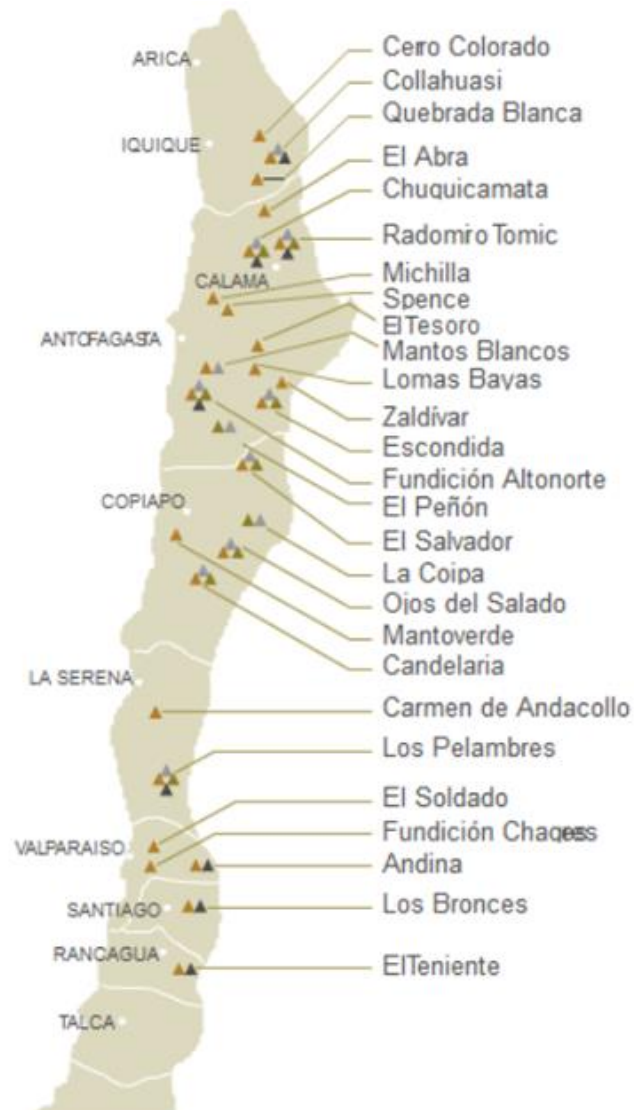 ARICA
IQUIQUE
CALAMA
ANTOFAGASTA
COPIAPO
LA SERENA
VALPARAISO
SANTIAGO
RANCAGUA
TALCA
Cerro Colorado
Collahuasi
Quebrada Blanca
El Abra
Chuquicamata
Radomiro Tomic
Michilla
Spence
El Tesoro
Mantos Blancos
Lomas Bayas
Zaldívar
Escondida
Fundición Altonorte
El Peñón
El Salvador
La Coipa
Ojos del Salado
Mantoverde
Candelaria
Carmen de Andacollo
Los Pelambres
El Soldado
Fundición Chagres
Andina
Los Bronces
El Teniente